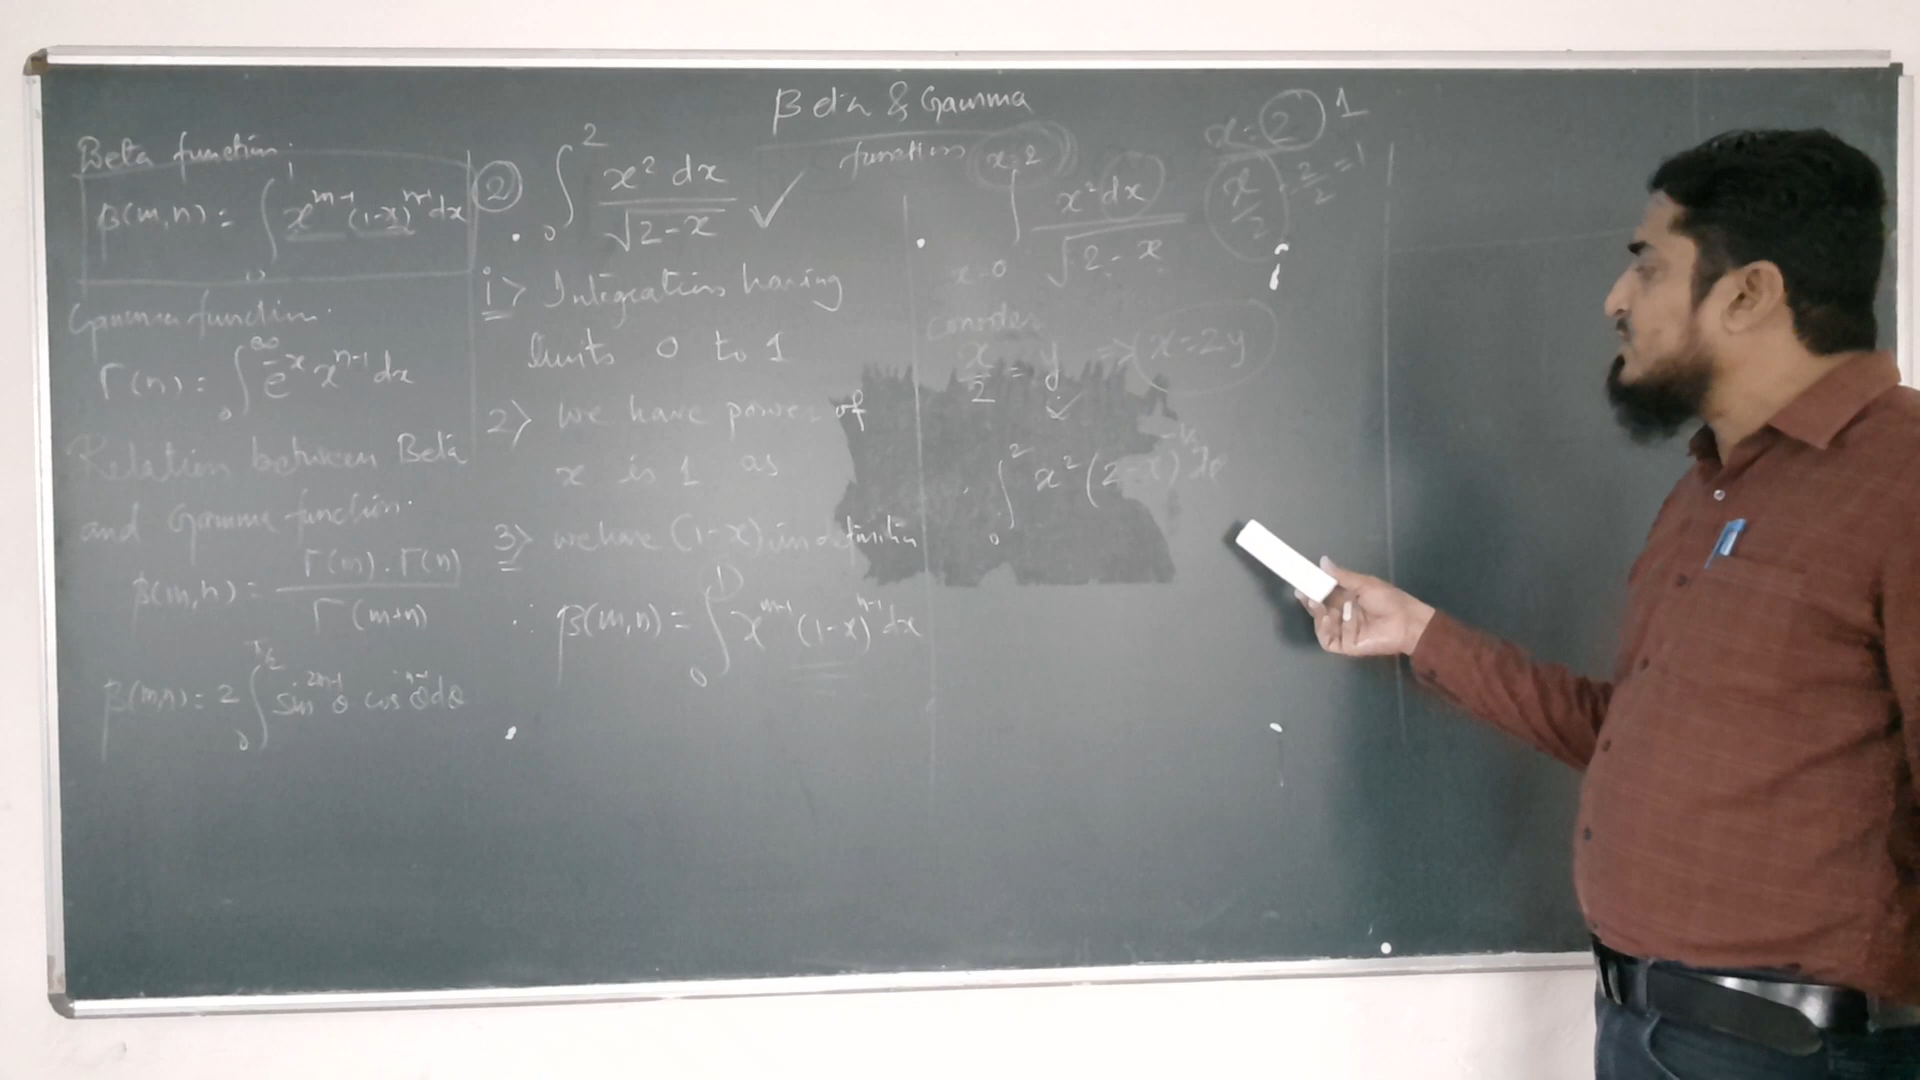 Beta & Gamma
function
Beta function.
β(m,n) = ∫₀¹ x^{m-1} (1-x)^{n-1} dx
Gamma function.
Γ(n) = ∫₀^∞ e^{-x} x^{n-1} dx
Relation between Beta
and Gamma function.
β(m,n) = Γ(m).Γ(n) / Γ(m+n)
β(m,n) = 2 ∫₀^{π/2} sin^{2m-1} θ cos θ dθ
② ∫₀² x² dx / √(2-x) ✓
i> Integration having
limits 0 to 1
2> we have power of
x is 1 as
3> we have (1-x) in definition
∴ β(m,n) = ∫₀¹ x^{m-1} (1-x)^{n-1} dx
∫_{x=0}^{x=2} x² dx / √(2-x)
x = 2 1
x/2 = 2/2 = 1
consider
x/2 = y ⇒ x = 2y
∴ ∫₀² x² (2-x)^{-1/2} dx